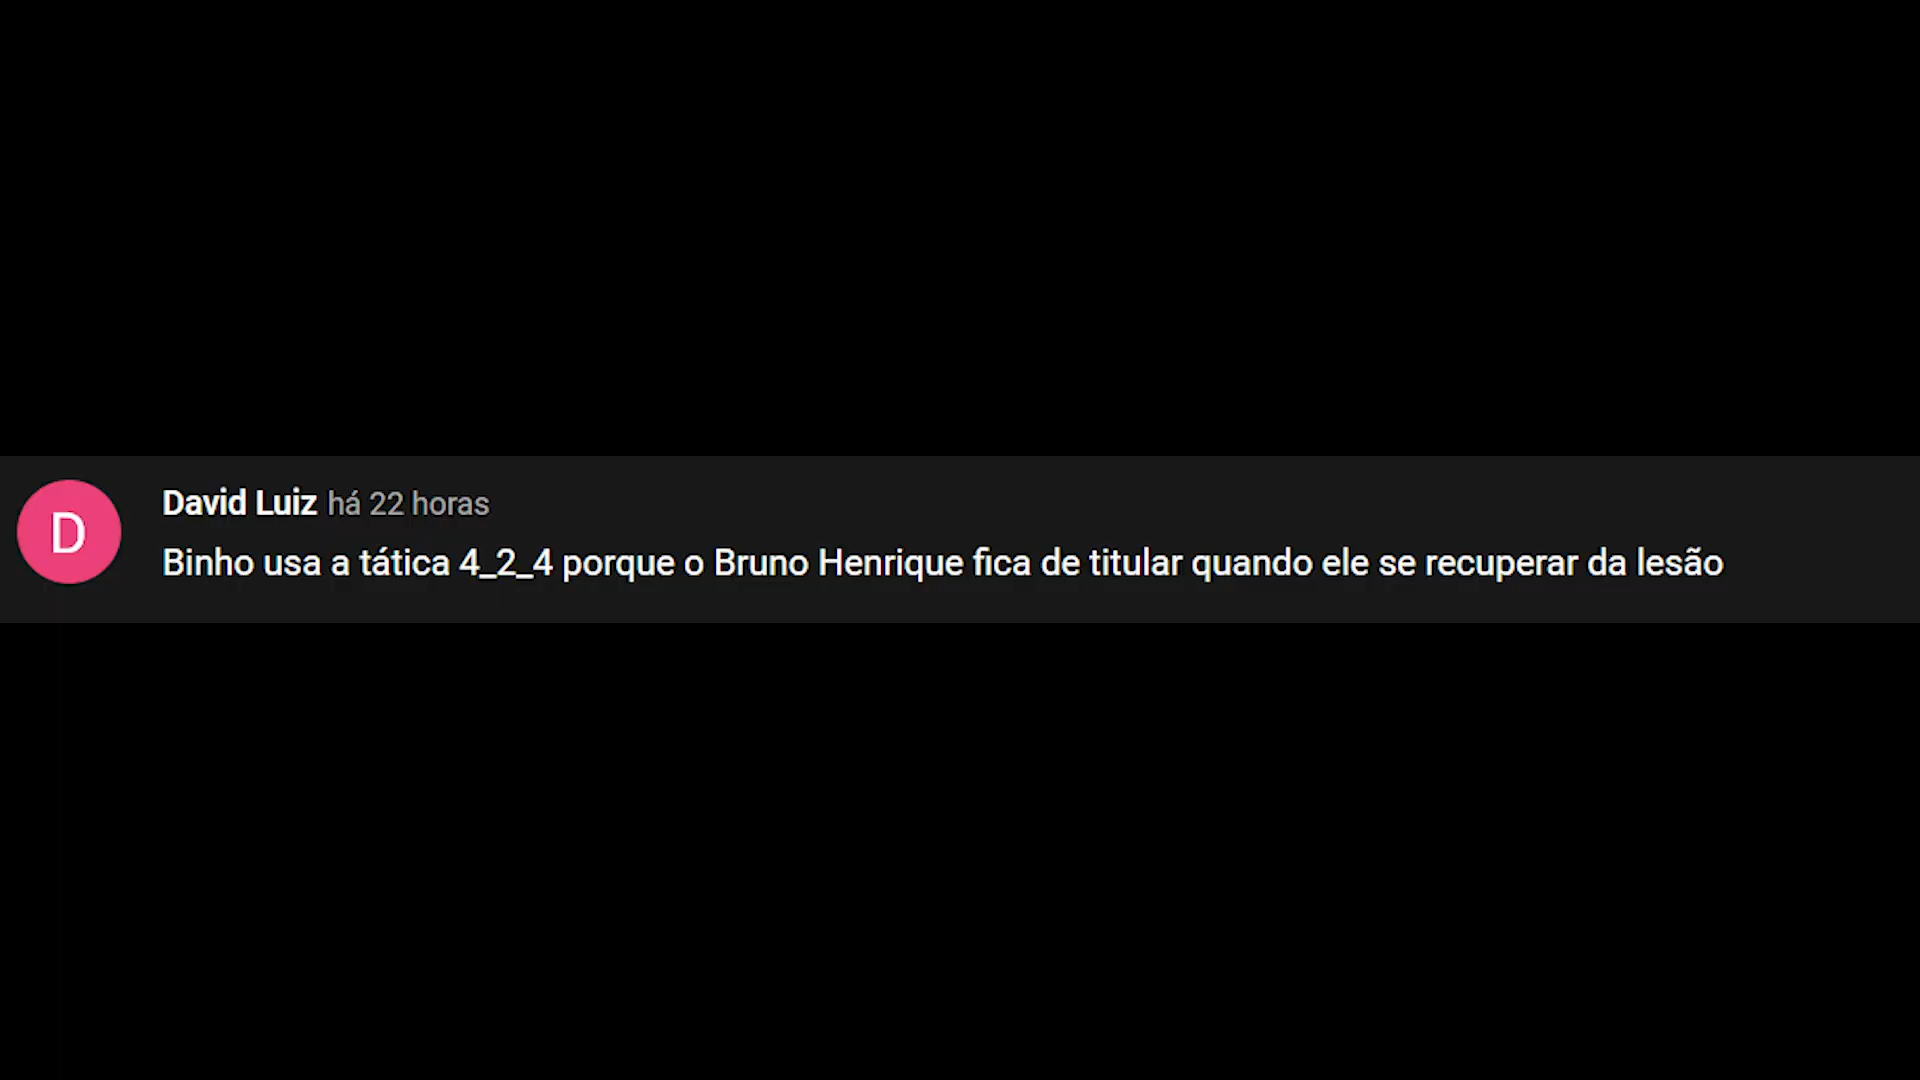 D
David Luiz há 22 horas
Binho usa a tática 4_2_4 porque o Bruno Henrique fica de titular quando ele se recuperar da lesão